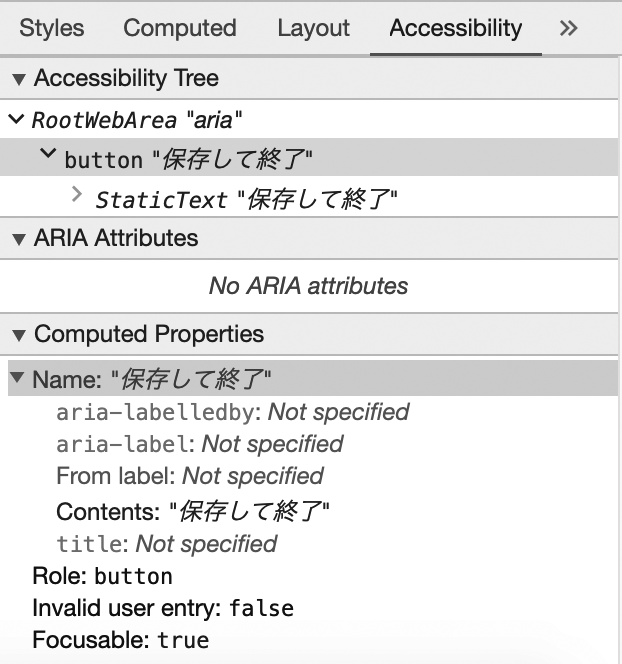 Styles Computed Layout Accessibility »
▼ Accessibility Tree
RootWebArea "aria"
button "保存して終了"
StaticText "保存して終了"
▼ ARIA Attributes
No ARIA attributes
▼ Computed Properties
▼ Name: "保存して終了"
aria-labelledby: Not specified
aria-label: Not specified
From label: Not specified
Contents: "保存して終了"
title: Not specified
Role: button
Invalid user entry: false
Focusable: true